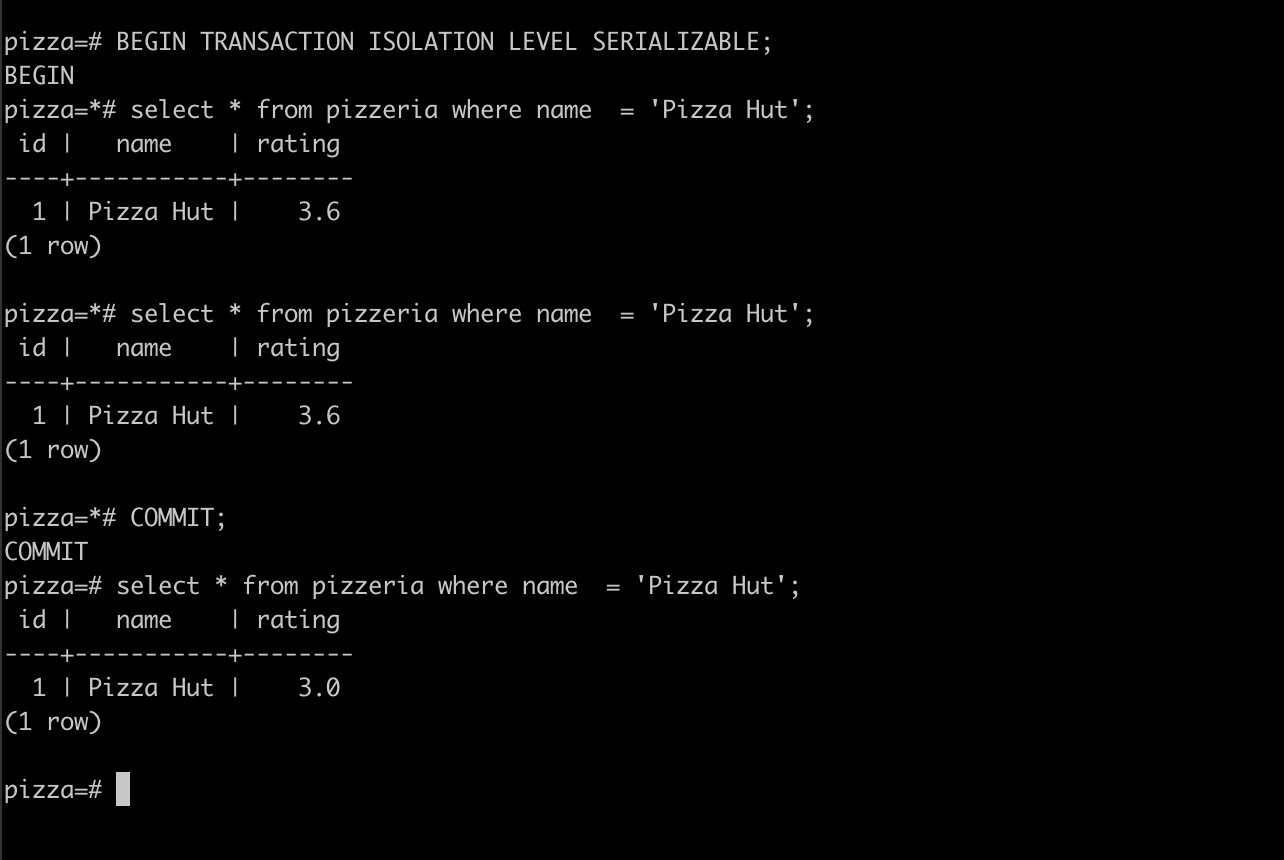 pizza=# BEGIN TRANSACTION ISOLATION LEVEL SERIALIZABLE;
BEGIN
pizza=*# select * from pizzeria where name  = 'Pizza Hut';
 id |   name    | rating
----+-----------+--------
  1 | Pizza Hut |    3.6
(1 row)

pizza=*# select * from pizzeria where name  = 'Pizza Hut';
 id |   name    | rating
----+-----------+--------
  1 | Pizza Hut |    3.6
(1 row)

pizza=*# COMMIT;
COMMIT
pizza=# select * from pizzeria where name  = 'Pizza Hut';
 id |   name    | rating
----+-----------+--------
  1 | Pizza Hut |    3.0
(1 row)

pizza=#